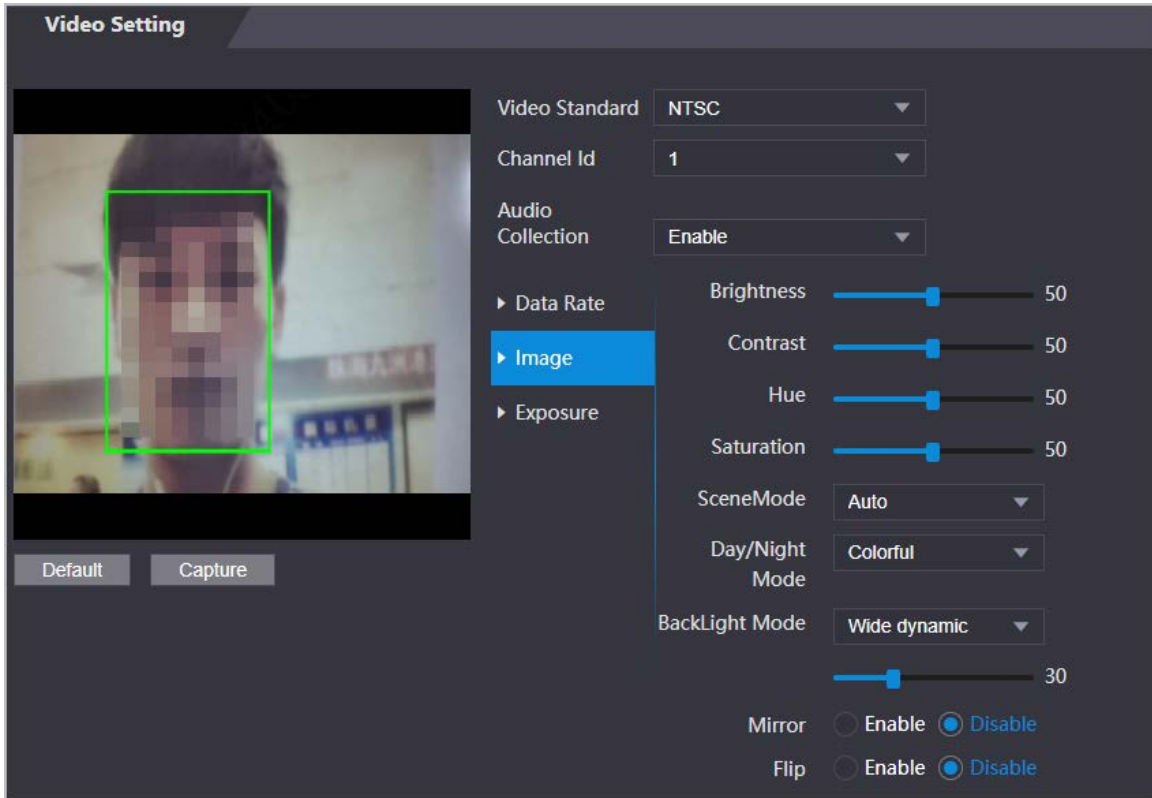 Video Setting
Video Standard NTSC
Channel Id 1
Audio
Collection Enable
Data Rate
Image
Exposure
Brightness 50
Contrast 50
Hue 50
Saturation 50
SceneMode Auto
Day/Night
Mode Colorful
BackLight Mode Wide dynamic
30
Mirror Enable Disable
Flip Enable Disable
Default Capture